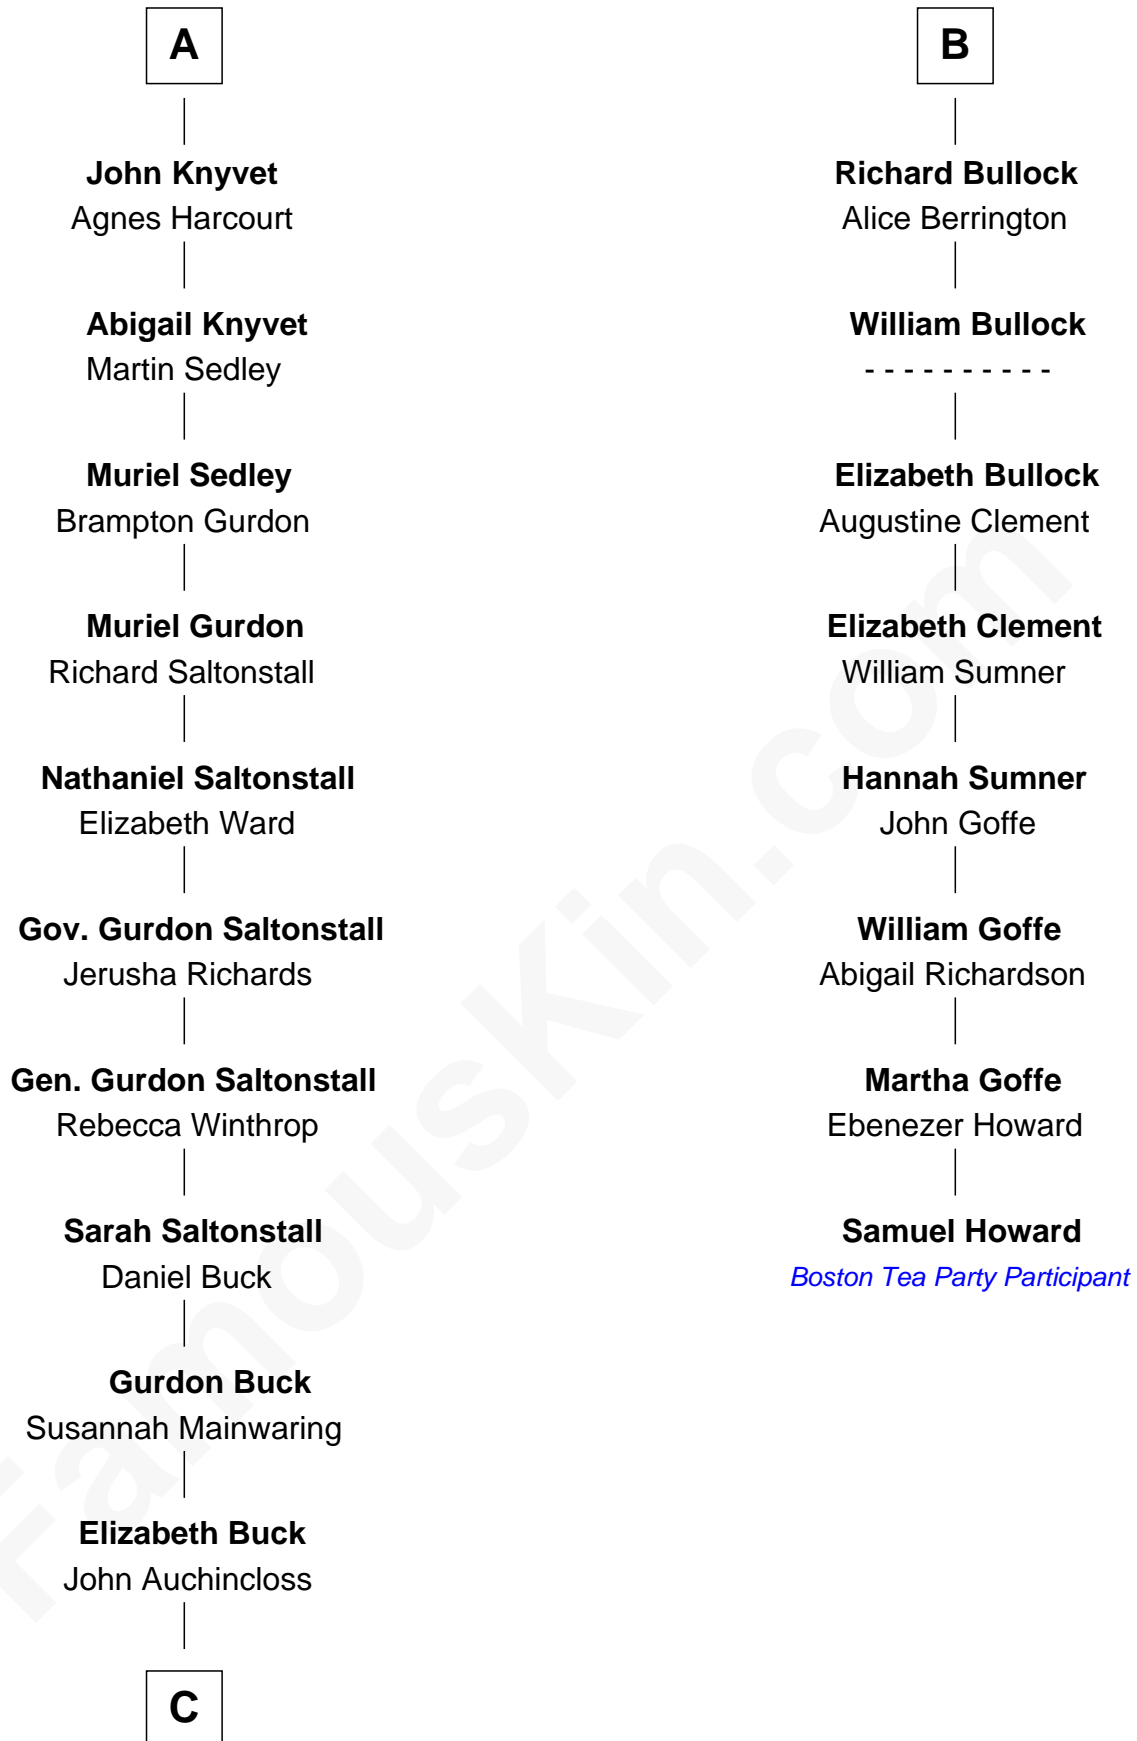 A
John Knyvet
Agnes Harcourt
Abigail Knyvet
Martin Sedley
Muriel Sedley
Brampton Gurdon
Muriel Gurdon
Richard Saltonstall
Nathaniel Saltonstall
Elizabeth Ward
Gov. Gurdon Saltonstall
Jerusha Richards
Gen. Gurdon Saltonstall
Rebecca Winthrop
Sarah Saltonstall
Daniel Buck
Gurdon Buck
Susannah Mainwaring
Elizabeth Buck
John Auchincloss
C
B
Richard Bullock
Alice Berrington
William Bullock
- - - - - - - - - -
Elizabeth Bullock
Augustine Clement
Elizabeth Clement
William Sumner
Hannah Sumner
John Goffe
William Goffe
Abigail Richardson
Martha Goffe
Ebenezer Howard
Samuel Howard
Boston Tea Party Participant
FamousKin.com